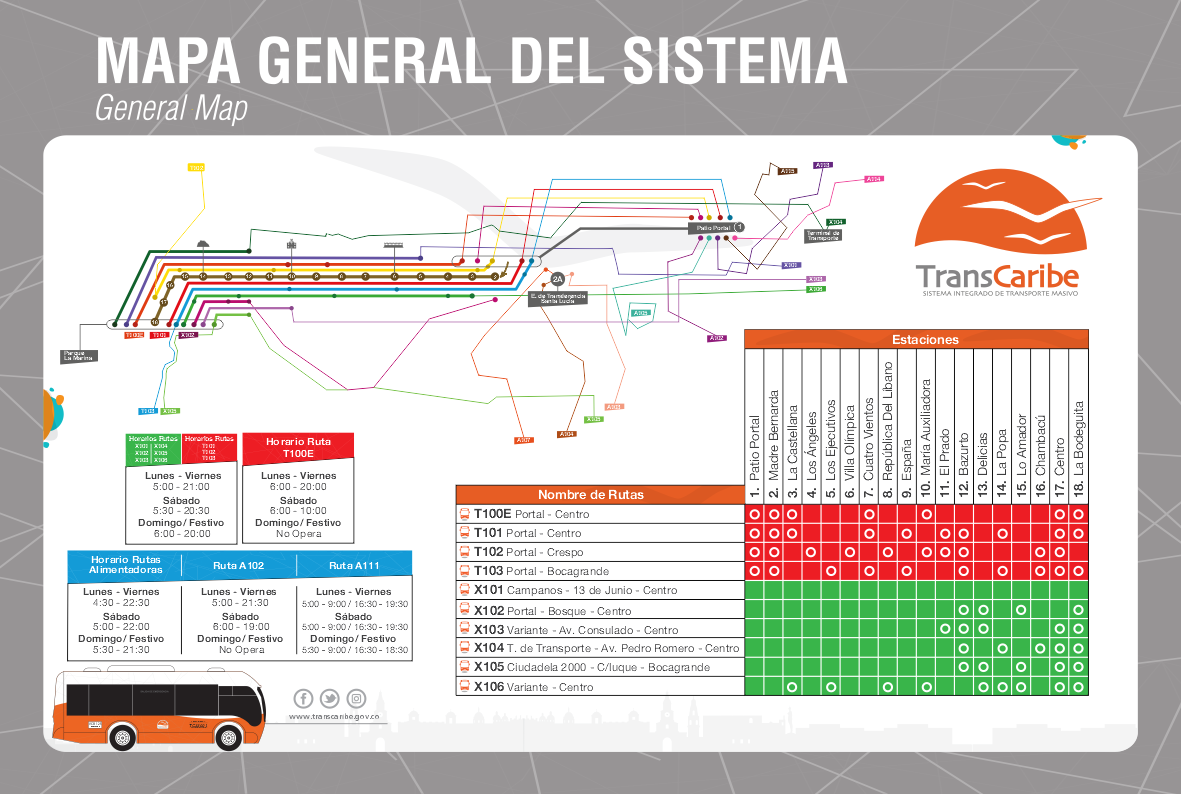 MAPA GENERAL DEL SISTEMA
General Map
T102
A115
A113
A114
X104
Patio Portal 1
Terminal de
Transporte
TransCaribe
SISTEMA INTEGRADO DE TRANSPORTE MASIVO
X101
X103
X106
2A
E. de Transferencia
Santa Lucía
A105
A102
T100E
T101
X102
Parque
La Marina
T103
X105
A107
A104
Estaciones
1. Patio Portal
2. Madre Bernarda
3. La Castellana
4. Los Ángeles
5. Los Ejecutivos
6. Villa Olímpica
7. Cuatro Vientos
8. República Del Líbano
9. España
10. María Auxiliadora
11. El Prado
12. Bazurto
13. Delicias
14. La Popa
15. Lo Amador
16. Chambacú
17. Centro
18. La Bodeguita
Nombre de Rutas
T100E Portal - Centro
T101 Portal - Centro
T102 Portal - Crespo
T103 Portal - Bocagrande
X101 Campanos - 13 de Junio - Centro
X102 Portal - Bosque - Centro
X103 Variante - Av. Consulado - Centro
X104 T. de Transporte - Av. Pedro Romero - Centro
X105 Ciudadela 2000 - C/luque - Bocagrande
X106 Variante - Centro
Horarios Rutas
X101 | X104
X102 | X105
X103 | X106
Horarios Rutas
T101
T102
T103
Lunes - Viernes
5:00 - 21:00
Sábado
5:30 - 20:30
Domingo/ Festivo
6:00 - 20:00
Horario Ruta
T100E
Lunes - Viernes
6:00 - 20:00
Sábado
6:00 - 10:00
Domingo/ Festivo
No Opera
Horario Rutas
Alimentadoras
Lunes - Viernes
4:30 - 22:30
Sábado
5:00 - 22:00
Domingo/ Festivo
5:30 - 21:30
Ruta A102
Lunes - Viernes
5:00 - 21:30
Sábado
6:00 - 19:00
Domingo/ Festivo
No Opera
Ruta A111
Lunes - Viernes
5:00 - 9:00 / 16:30 - 19:30
Sábado
5:00 - 9:00 / 16:30 - 19:30
Domingo/ Festivo
5:30 - 9:00 / 16:30 - 18:30
www.transcaribe.gov.co